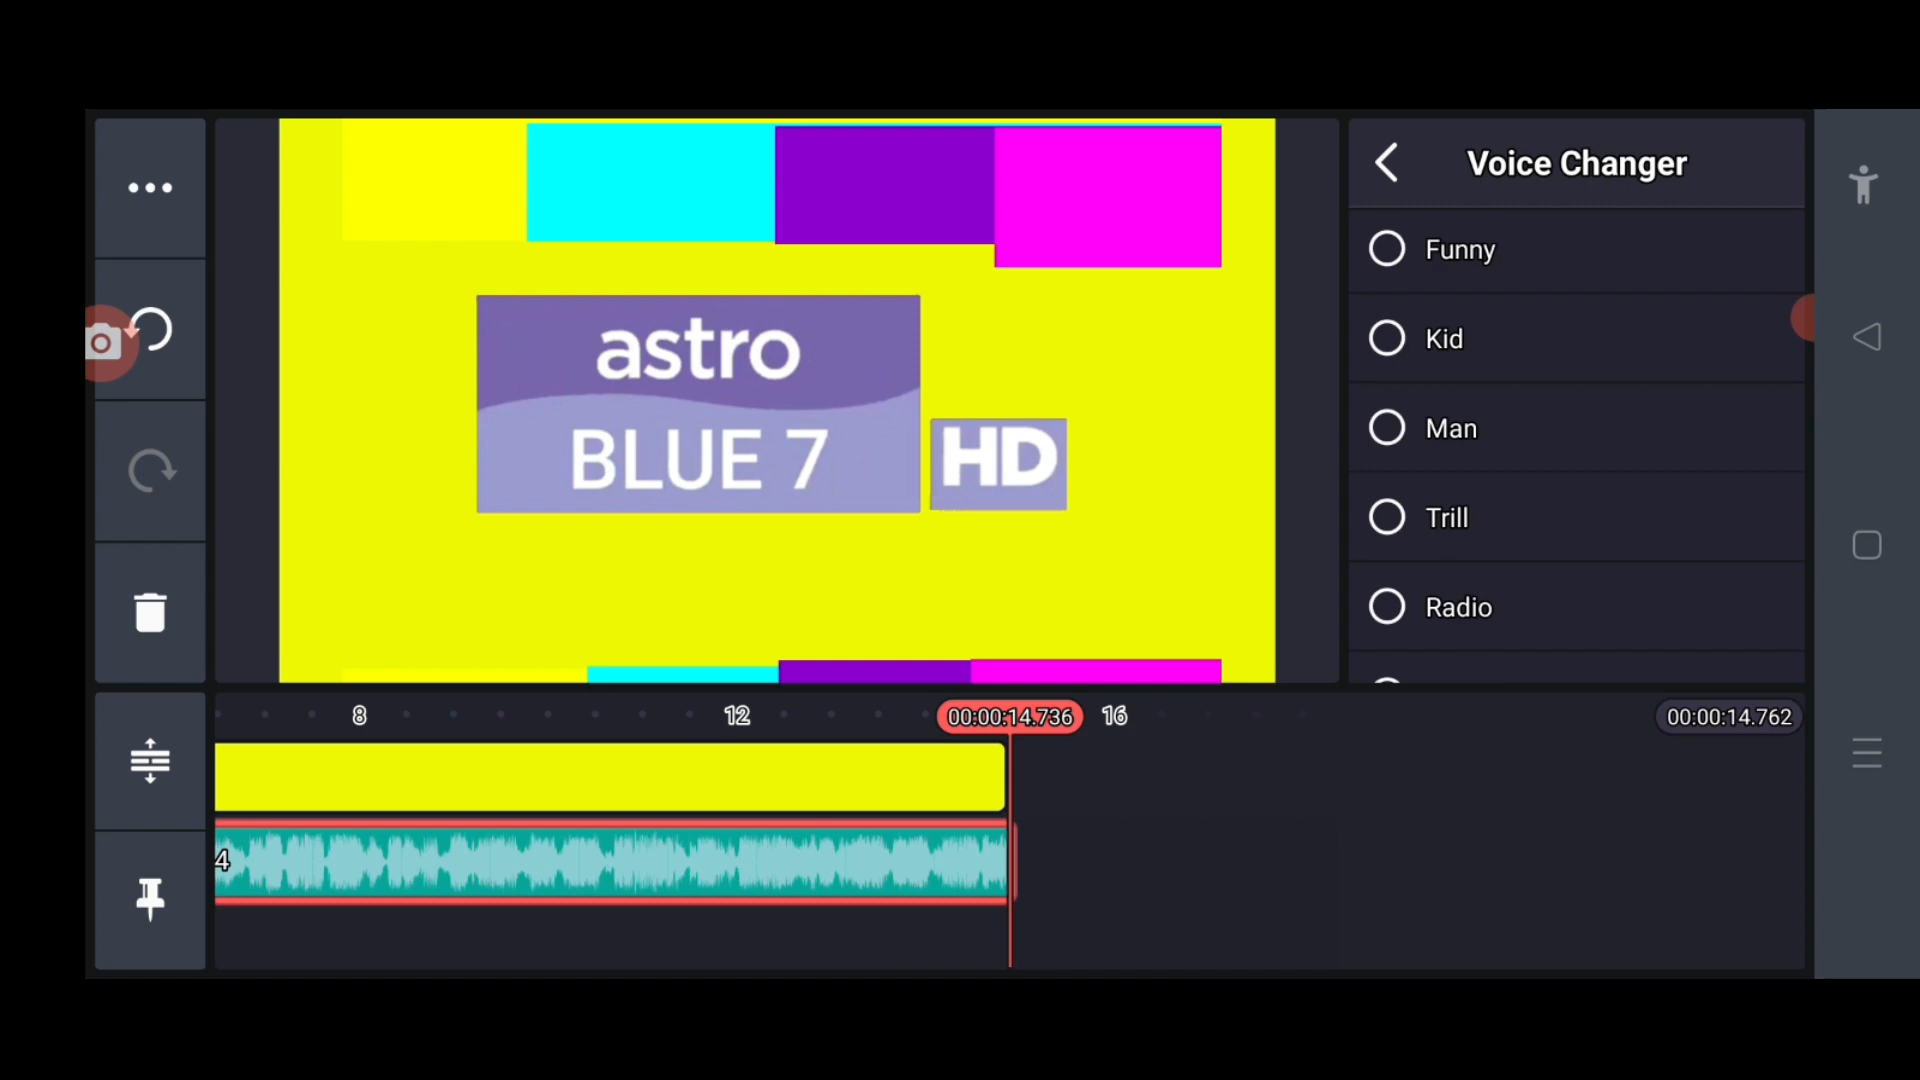 astro
BLUE 7
HD
Voice Changer
Funny
Kid
Man
Trill
Radio
8
12
00:00:14.736
16
00:00:14.762
4